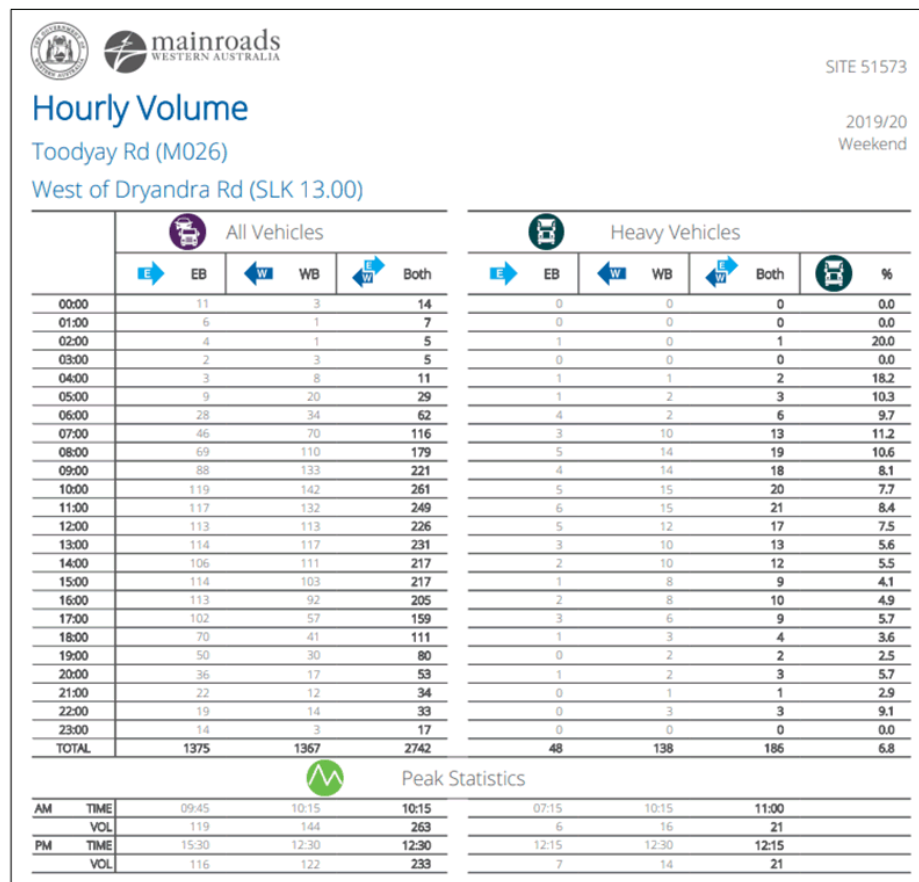 mainroads
WESTERN AUSTRALIA
SITE 51573
Hourly Volume
2019/20
Toodyay Rd (M026)
Weekend
West of Dryandra Rd (SLK 13.00)
All Vehicles Heavy Vehicles
E EB W WB E W Both E EB W WB E W Both %
00:00 11 3 14 0 0 0 0.0
01:00 6 1 7 0 0 0 0.0
02:00 4 1 5 1 0 1 20.0
03:00 2 3 5 0 0 0 0.0
04:00 3 8 11 1 1 2 18.2
05:00 9 20 29 1 2 3 10.3
06:00 28 34 62 4 2 6 9.7
07:00 46 70 116 3 10 13 11.2
08:00 69 110 179 5 14 19 10.6
09:00 88 133 221 4 14 18 8.1
10:00 119 142 261 5 15 20 7.7
11:00 117 132 249 6 15 21 8.4
12:00 113 113 226 5 12 17 7.5
13:00 114 117 231 3 10 13 5.6
14:00 106 111 217 2 10 12 5.5
15:00 114 103 217 1 8 9 4.1
16:00 113 92 205 2 8 10 4.9
17:00 102 57 159 3 6 9 5.7
18:00 70 41 111 1 3 4 3.6
19:00 50 30 80 0 2 2 2.5
20:00 36 17 53 1 2 3 5.7
21:00 22 12 34 0 1 1 2.9
22:00 19 14 33 0 3 3 9.1
23:00 14 3 17 0 0 0 0.0
TOTAL 1375 1367 2742 48 138 186 6.8
Peak Statistics
AM TIME 09:45 10:15 10:15 07:15 10:15 11:00
VOL 119 144 263 6 16 21
PM TIME 15:30 12:30 12:30 12:15 12:30 12:15
VOL 116 122 233 7 14 21